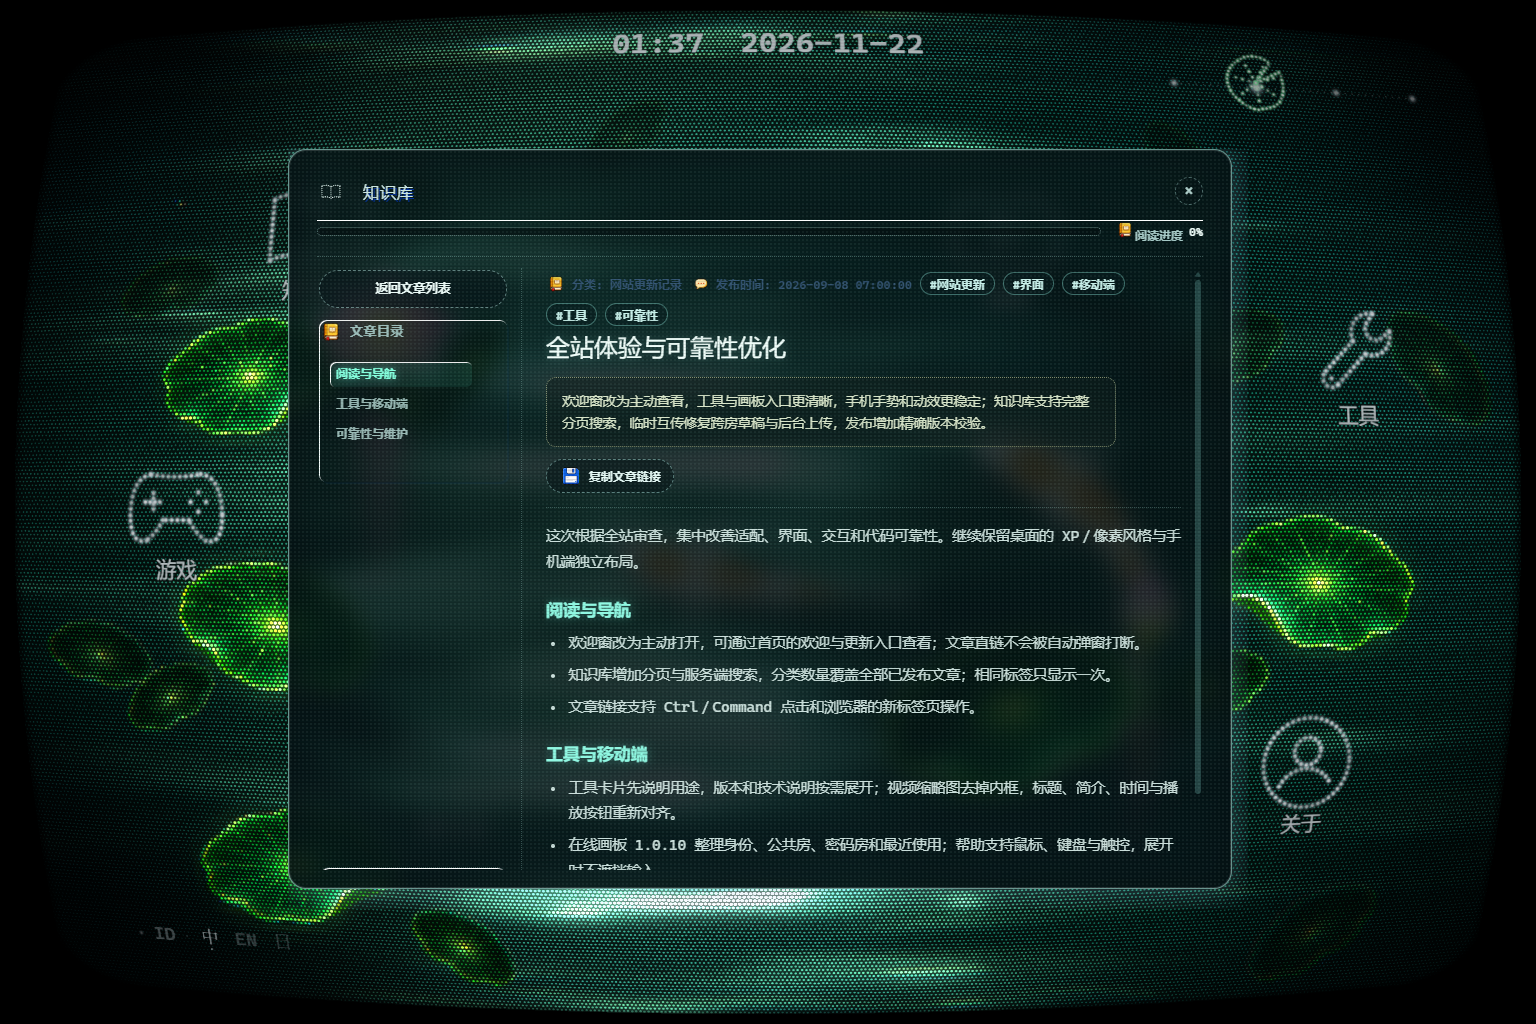 01:37 2026-11-22
知识库
×
阅读进度 0%
返回文章列表
文章目录
阅读与导航
工具与移动端
可靠性与维护
分类: 网站更新记录 发布时间: 2026-09-08 07:00:00 #网站更新 #界面 #移动端
#工具 #可靠性
全站体验与可靠性优化
欢迎窗改为主动查看，工具与画板入口更清晰，手机手势和动效更稳定；知识库支持完整
分页搜索，临时互传修复跨房草稿与后台上传，发布增加精确版本校验。
复制文章链接
这次根据全站审查，集中改善适配、界面、交互和代码可靠性。继续保留桌面的 XP / 像素风格与手
机端独立布局。
阅读与导航
• 欢迎窗改为主动打开，可通过首页的欢迎与更新入口查看；文章直链不会被自动弹窗打断。
• 知识库增加分页与服务端搜索，分类数量覆盖全部已发布文章；相同标签只显示一次。
• 文章链接支持 Ctrl / Command 点击和浏览器的新标签页操作。
工具与移动端
• 工具卡片先说明用途，版本和技术说明按需展开；视频缩略图去掉内框，标题、简介、时间与播
放按钮重新对齐。
• 在线画板 1.0.10 整理身份、公共房、密码房和最近使用；帮助支持鼠标、键盘与触控，展开
游戏
工具
关于
ID 中 EN 日